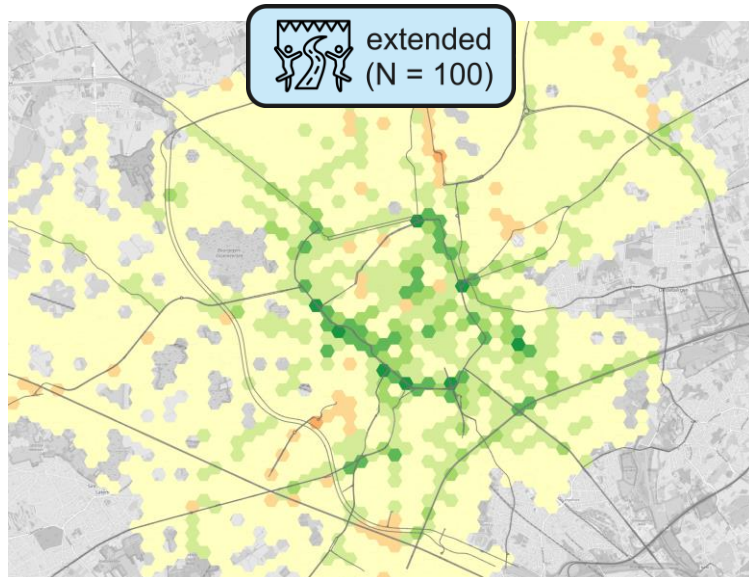 extended
(N = 100)